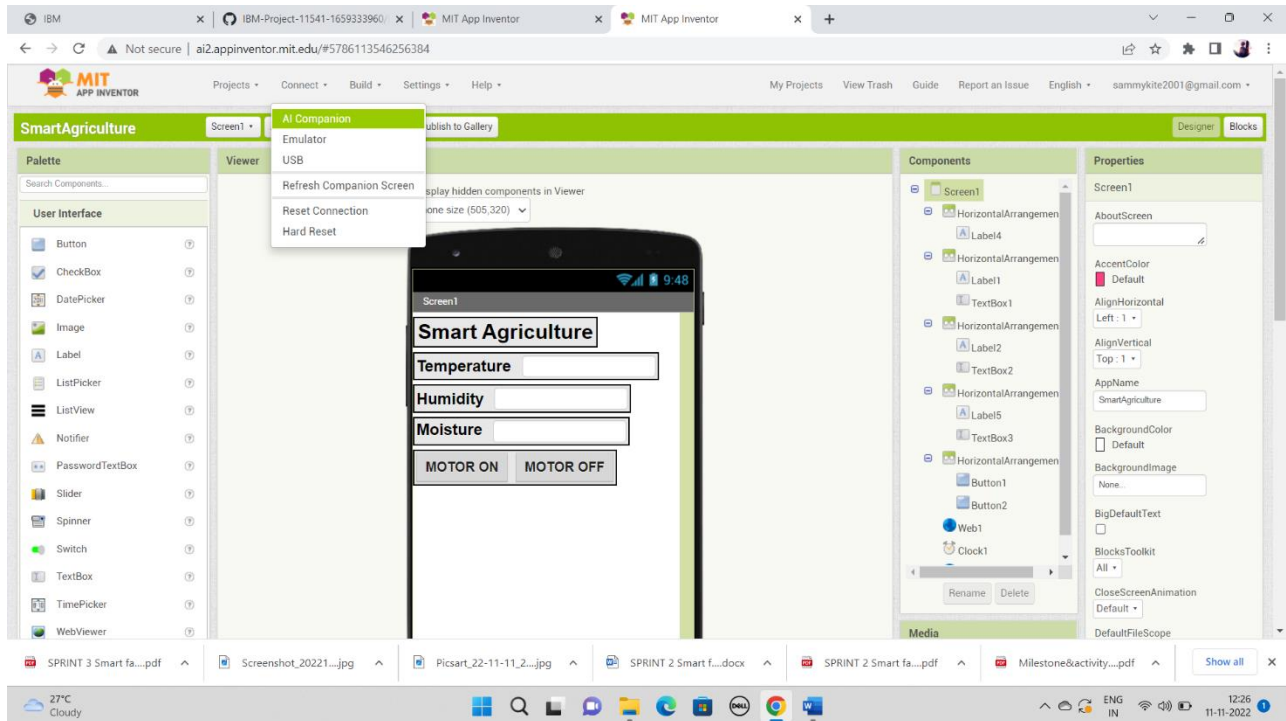 IBM
IBM-Project-11541-1659333960/
MIT App Inventor
MIT App Inventor
Not secure | ai2.appinventor.mit.edu/#5786113546256384
MIT
APP INVENTOR
Projects
Connect
Build
Settings
Help
My Projects
View Trash
Guide
Report an Issue
English
sammykite2001@gmail.com
SmartAgriculture
Screen1
ublish to Gallery
Designer
Blocks
AI Companion
Emulator
USB
Refresh Companion Screen
Reset Connection
Hard Reset
Palette
Search Components...
User Interface
Button
CheckBox
DatePicker
Image
Label
ListPicker
ListView
Notifier
PasswordTextBox
Slider
Spinner
Switch
TextBox
TimePicker
WebViewer
Viewer
splay hidden components in Viewer
one size (505,320)
9:48
Screen1
Smart Agriculture
Temperature
Humidity
Moisture
MOTOR ON MOTOR OFF
Components
Screen1
HorizontalArrangemen
Label4
HorizontalArrangemen
Label1
TextBox1
HorizontalArrangemen
Label2
TextBox2
HorizontalArrangemen
Label5
TextBox3
HorizontalArrangemen
Button1
Button2
Web1
Clock1
Rename Delete
Media
Properties
Screen1
AboutScreen
AccentColor
Default
AlignHorizontal
Left : 1
AlignVertical
Top : 1
AppName
SmartAgriculture
BackgroundColor
Default
BackgroundImage
None...
BigDefaultText
BlocksToolkit
All
CloseScreenAnimation
Default
DefaultFileScope
SPRINT 3 Smart fa....pdf
Screenshot_20221....jpg
Picsart_22-11-11_2....jpg
SPRINT 2 Smart f....docx
SPRINT 2 Smart fa....pdf
Milestone&activity....pdf
Show all
27°C
Cloudy
DELL
ENG
IN
12:26
11-11-2022